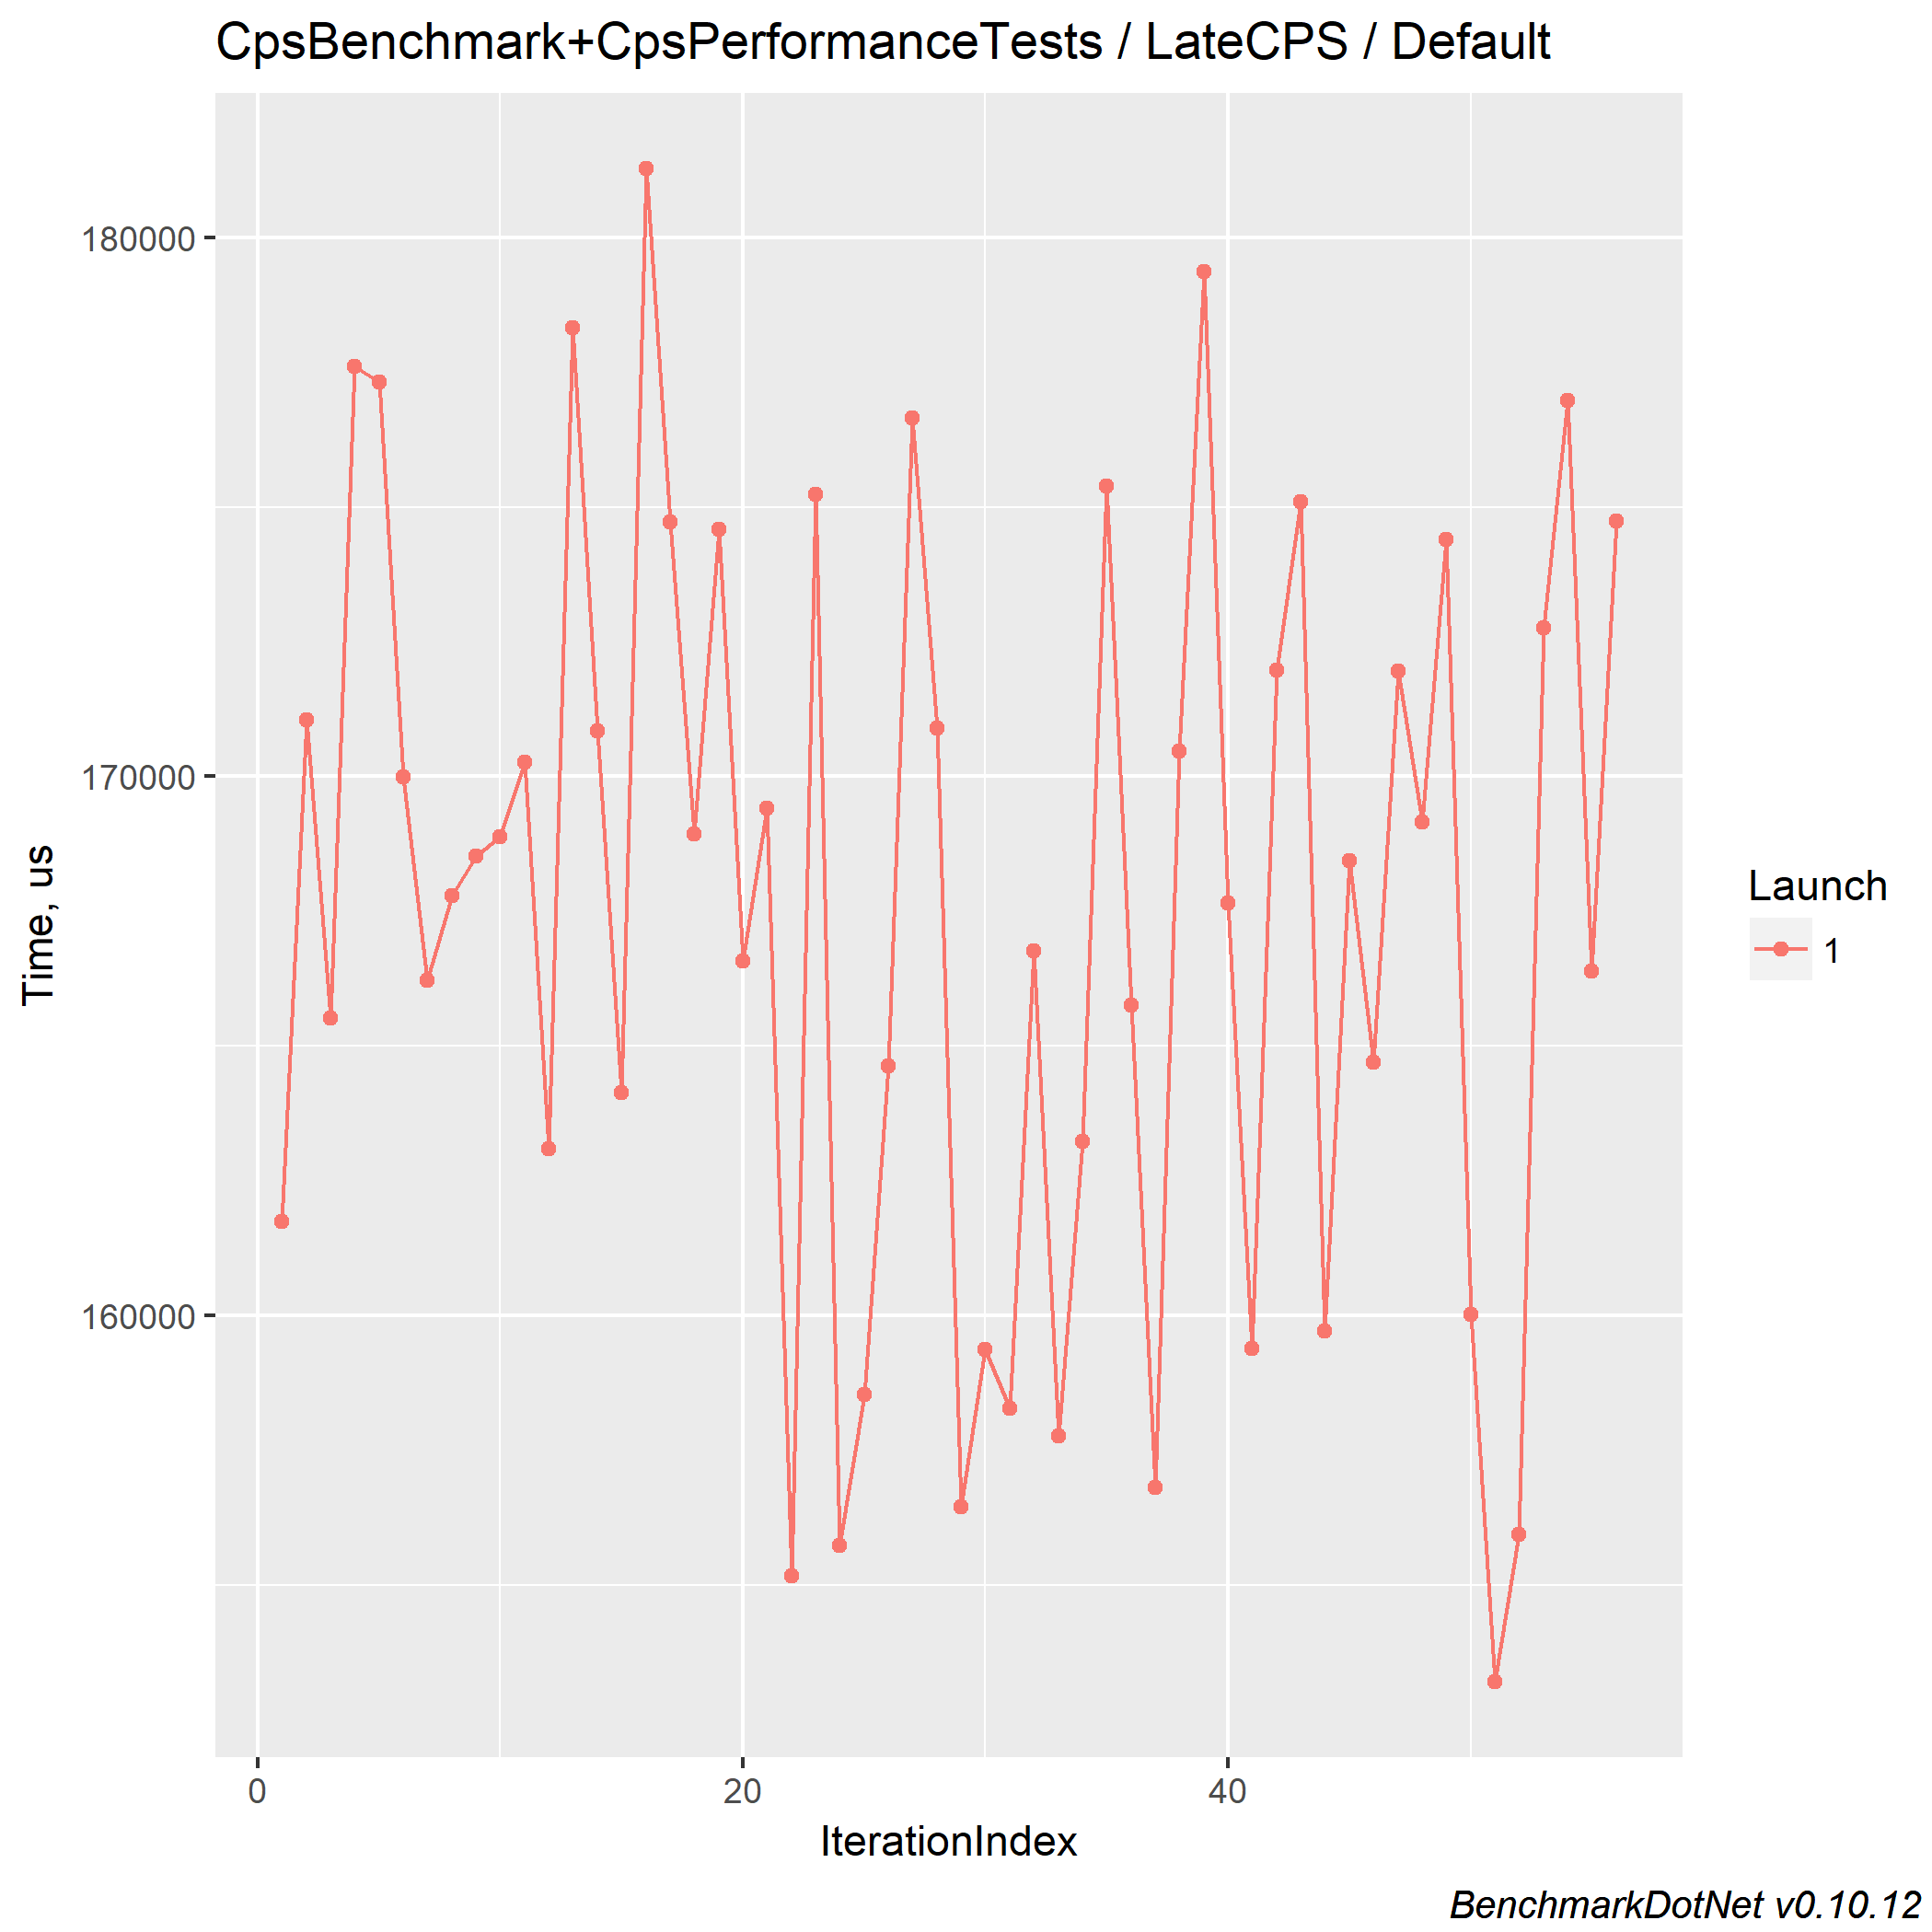 CpsBenchmark+CpsPerformanceTests / LateCPS / Default
180000
170000
160000
Time, us
0 20 40
IterationIndex
Launch
1
BenchmarkDotNet v0.10.12